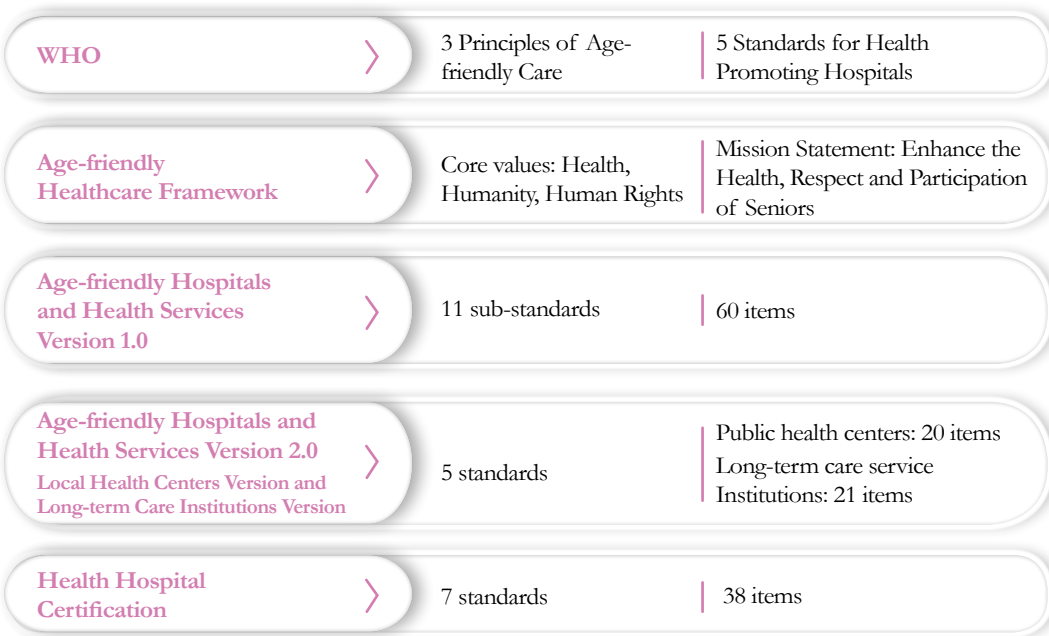 WHO
3 Principles of Age-
friendly Care
5 Standards for Health
Promoting Hospitals
Age-friendly
Healthcare Framework
Core values: Health,
Humanity, Human Rights
Mission Statement: Enhance the
Health, Respect and Participation
of Seniors
Age-friendly Hospitals
and Health Services
Version 1.0
11 sub-standards
60 items
Age-friendly Hospitals and
Health Services Version 2.0
Local Health Centers Version and
Long-term Care Institutions Version
5 standards
Public health centers: 20 items
Long-term care service
Institutions: 21 items
Health Hospital
Certification
7 standards
38 items